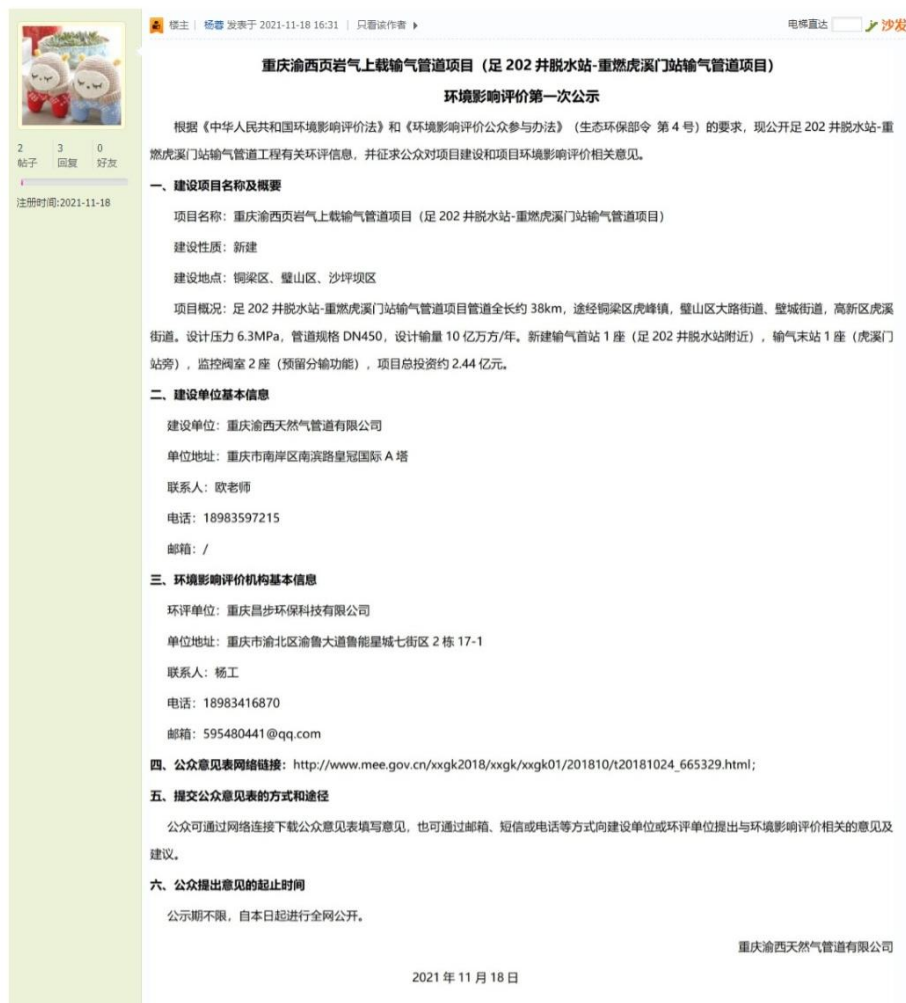 楼主 | 杨蓉 发表于 2021-11-18 16:31 | 只看该作者
电梯直达 沙发
2 3 0
帖子 回复 好友
注册时间:2021-11-18
重庆渝西页岩气上载输气管道项目（足 202 井脱水站-重燃虎溪门站输气管道项目）
环境影响评价第一次公示
根据《中华人民共和国环境影响评价法》和《环境影响评价公众参与办法》（生态环保部令 第 4 号）的要求，现公开足 202 井脱水站-重
燃虎溪门站输气管道工程有关环评信息，并征求公众对项目建设和项目环境影响评价相关意见。
一、建设项目名称及概要
项目名称：重庆渝西页岩气上载输气管道项目（足 202 井脱水站-重燃虎溪门站输气管道项目）
建设性质：新建
建设地点：铜梁区、璧山区、沙坪坝区
项目概况：足 202 井脱水站-重燃虎溪门站输气管道项目管道全长约 38km，途经铜梁区虎峰镇，璧山区大路街道、璧城街道，高新区虎溪
街道。设计压力 6.3MPa，管道规格 DN450，设计输量 10 亿万方/年。新建输气首站 1 座（足 202 井脱水站附近），输气末站 1 座（虎溪门
站旁），监控阀室 2 座（预留分输功能），项目总投资约 2.44 亿元。
二、建设单位基本信息
建设单位：重庆渝西天然气管道有限公司
单位地址：重庆市南岸区南滨路皇冠国际 A 塔
联系人：欧老师
电话：18983597215
邮箱：/
三、环境影响评价机构基本信息
环评单位：重庆昌步环保科技有限公司
单位地址：重庆市渝北区渝鲁大道鲁能星城七街区 2 栋 17-1
联系人：杨工
电话：18983416870
邮箱：595480441@qq.com
四、公众意见表网络链接：http://www.mee.gov.cn/xxgk2018/xxgk/xxgk01/201810/t20181024_665329.html；
五、提交公众意见表的方式和途径
公众可通过网络连接下载公众意见表填写意见，也可通过邮箱、短信或电话等方式向建设单位或环评单位提出与环境影响评价相关的意见及
建议。
六、公众提出意见的起止时间
公示期不限，自本日起进行全网公开。
重庆渝西天然气管道有限公司
2021 年 11 月 18 日